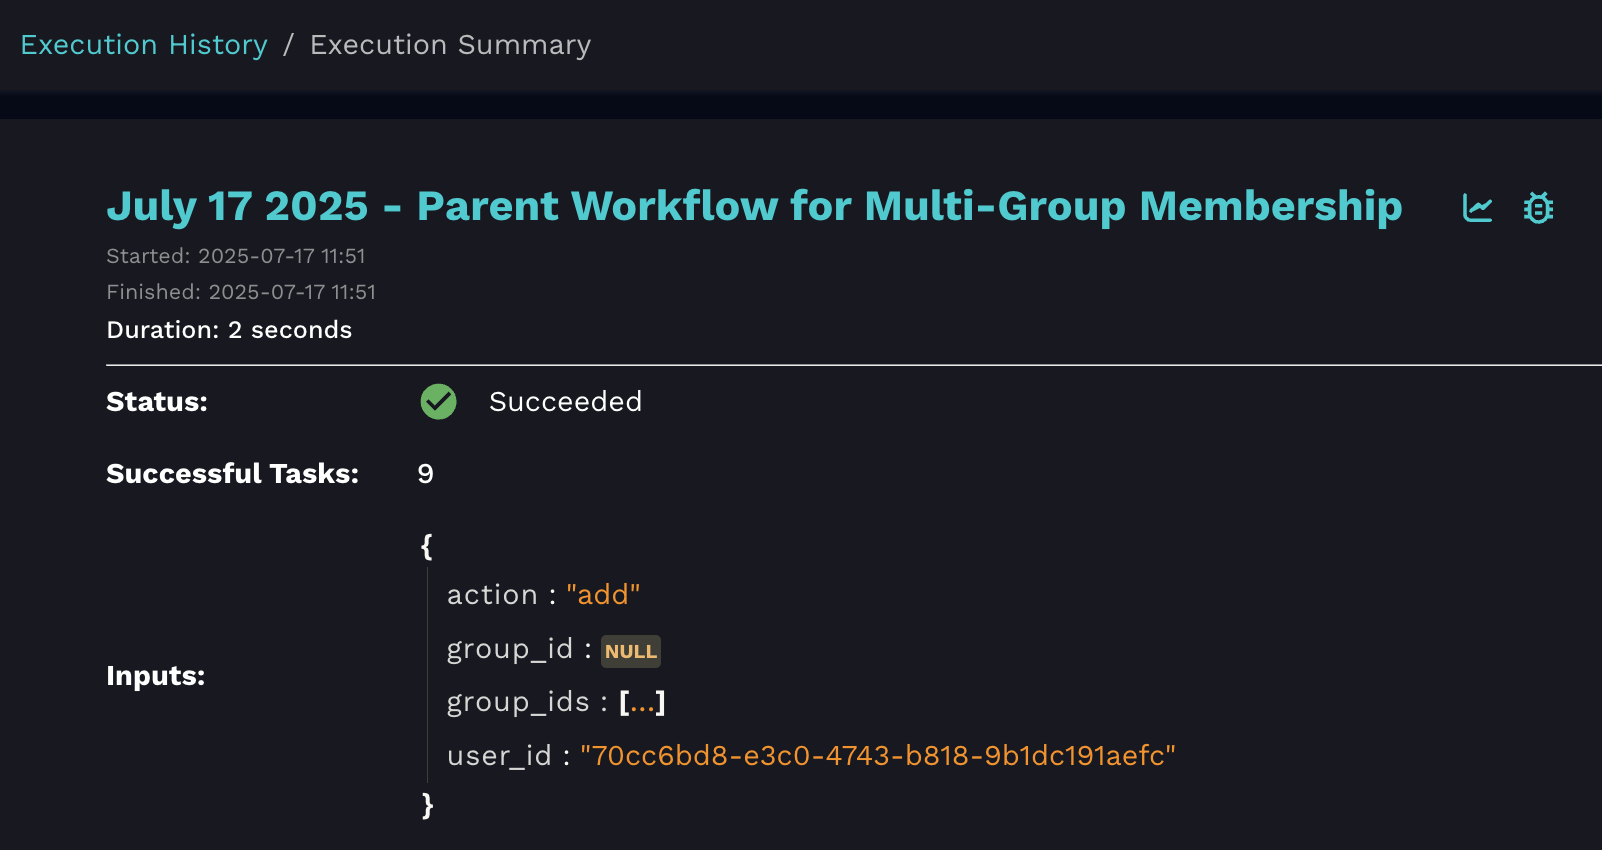 Execution History / Execution Summary
July 17 2025 - Parent Workflow for Multi-Group Membership
Started: 2025-07-17 11:51
Finished: 2025-07-17 11:51
Duration: 2 seconds
Status: Succeeded
Successful Tasks: 9
{
action : "add"
group_id : NULL
Inputs:
group_ids : [...]
user_id : "70cc6bd8-e3c0-4743-b818-9b1dc191aefc"
}